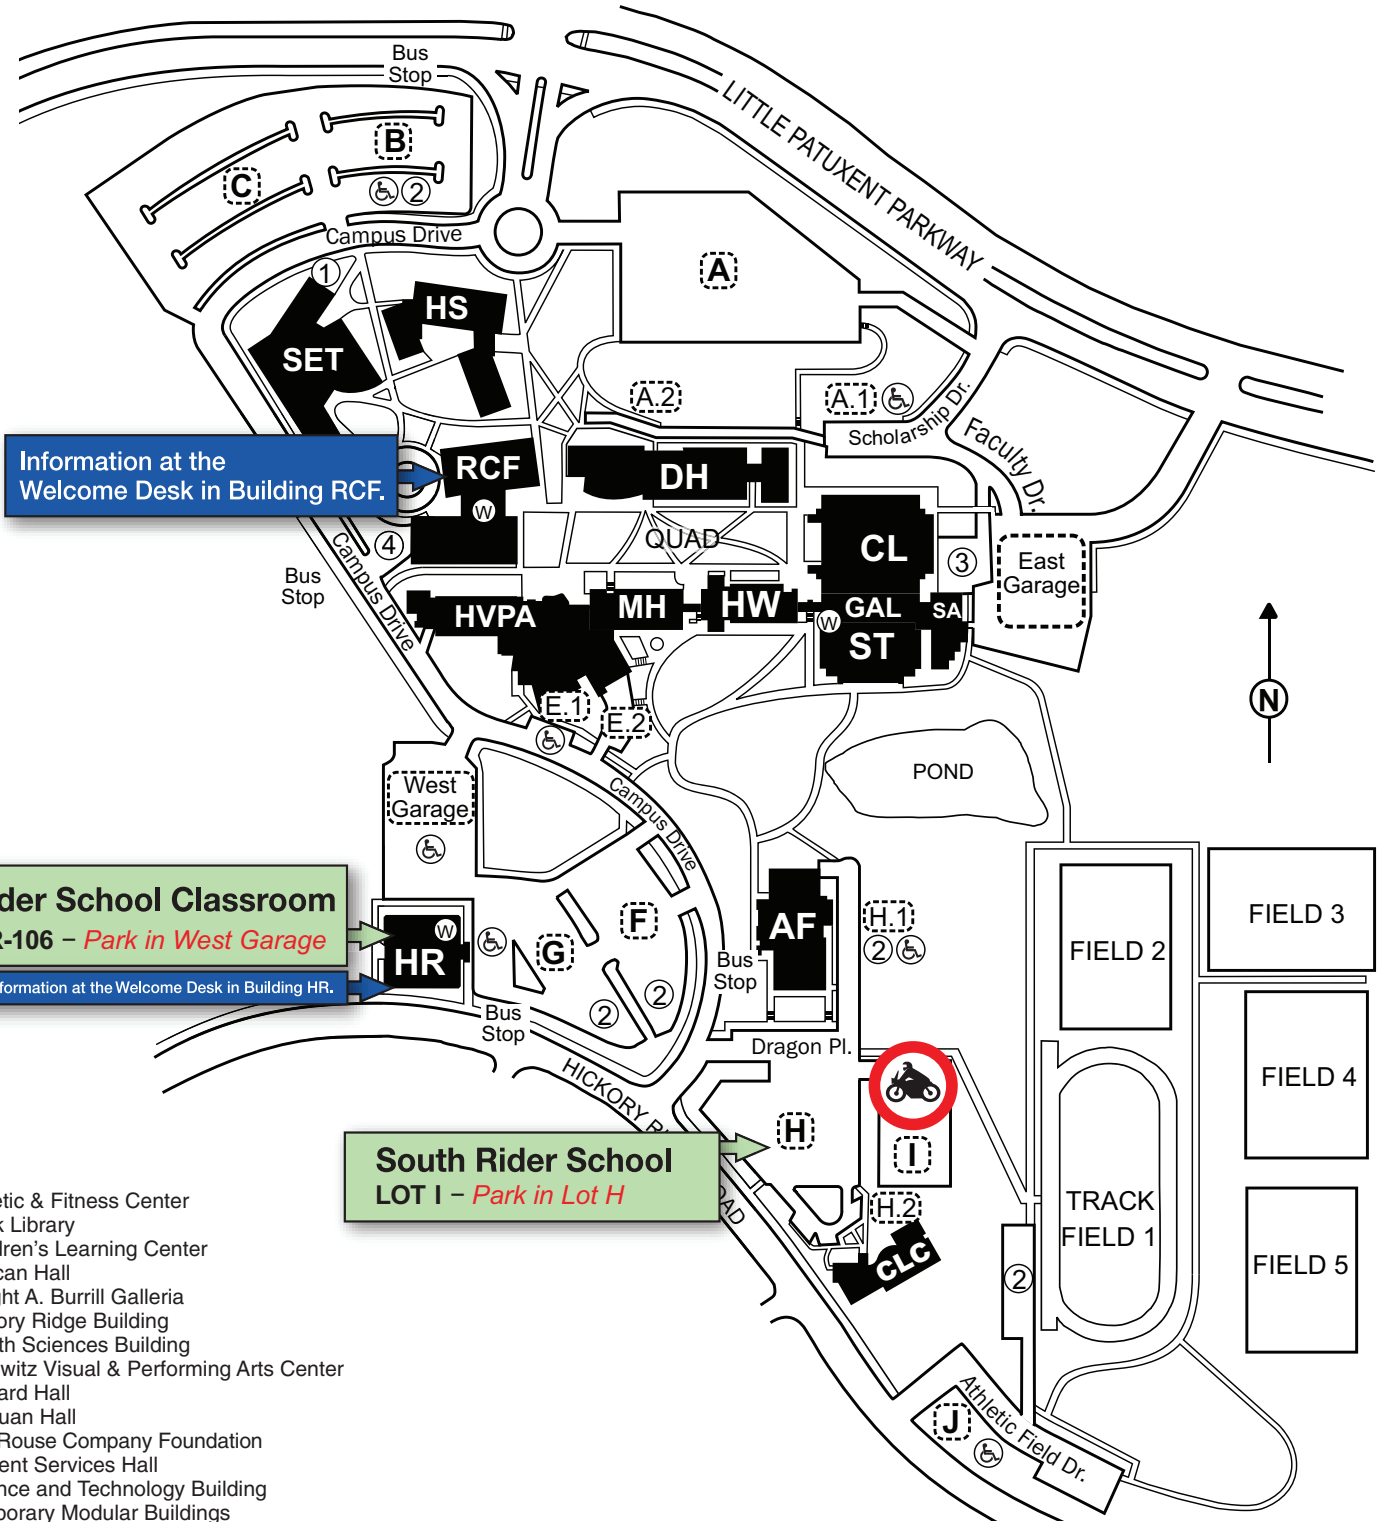 Bus
Stop
LITTLE PATUXENT PARKWAY
B
C
2
Campus Drive
A
1
HS
SET
A.2
A.1
Scholarship Dr.
Faculty Dr.
Information at the
Welcome Desk in Building RCF.
RCF
W
DH
QUAD
CL
4
3
East
Garage
Campus Drive
Bus
Stop
HVPA
MH
HW
GAL
SA
W
ST
N
E.1
E.2
POND
West
Garage
Campus Drive
School Classroom
-106 – Park in West Garage
HR
W
Information at the Welcome Desk in Building HR.
F
G
2
2
AF
H.1
2
Bus
Stop
Bus
Stop
Dragon Pl.
FIELD 2
FIELD 3
FIELD 4
FIELD 5
HICKORY
H
I
South Rider School
LOT I – Park in Lot H
H.2
CLC
TRACK
FIELD 1
2
J
Athletic Field Dr.
etic & Fitness Center
k Library
dren's Learning Center
can Hall
ht A. Burrill Galleria
ory Ridge Building
th Sciences Building
witz Visual & Performing Arts Center
ard Hall
uan Hall
Rouse Company Foundation
ent Services Hall
nce and Technology Building
porary Modular Buildings